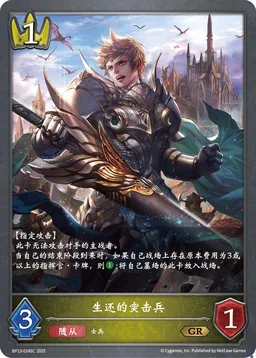 1
【指定攻击】
此卡无法攻击对手的主战者。
当自己的结束阶段到来时，如果自己战场上存在原本费用为3或
以上的指挥官·卡牌，则1：将自己墓场的此卡放入战场。
生还的突击兵
3
随从
士兵
GR
1
BP13-024SC 2025
© Cygames, Inc. Published by NetEase Games